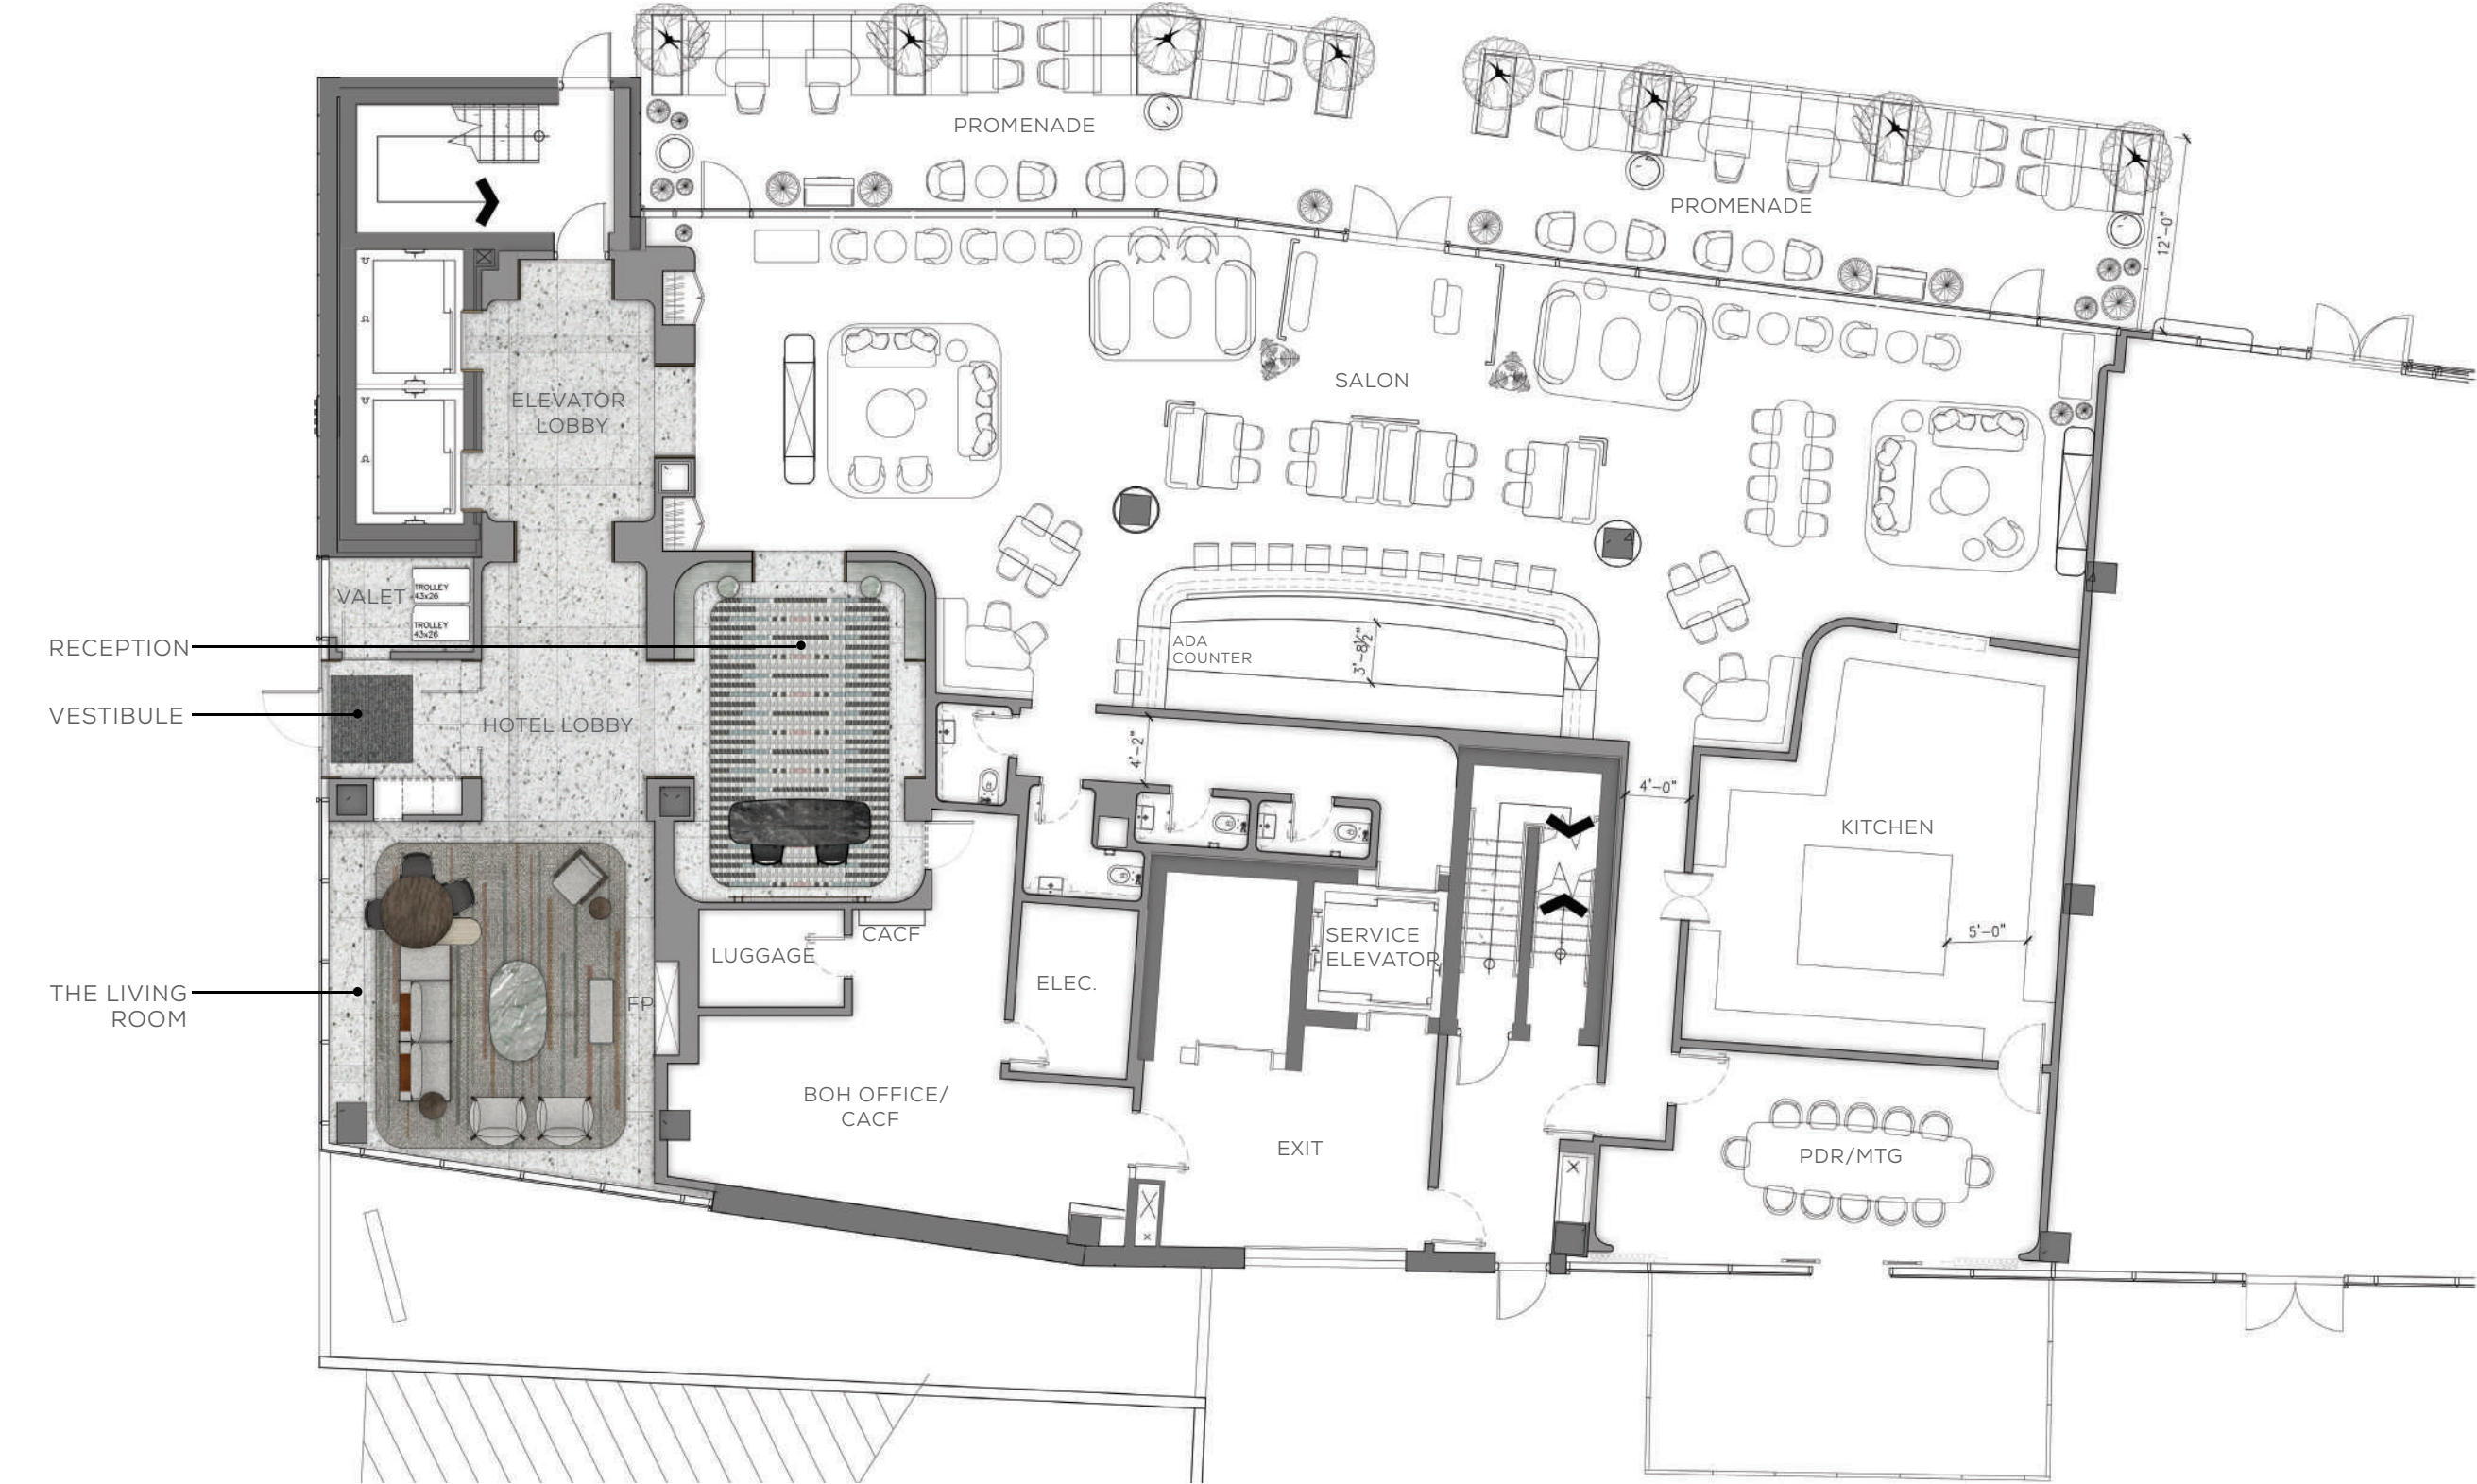 PROMENADE
PROMENADE
12'-0"
SALON
ELEVATOR
LOBBY
VALET
TROLLEY
43x26
TROLLEY
43x26
RECEPTION
ADA
COUNTER
3'-8½"
VESTIBULE
HOTEL LOBBY
4'-2"
4'-0"
KITCHEN
5'-0"
LUGGAGE
CACF
SERVICE
ELEVATOR
ELEC.
THE LIVING
ROOM
FP
BOH OFFICE/
CACF
EXIT
PDR/MTG